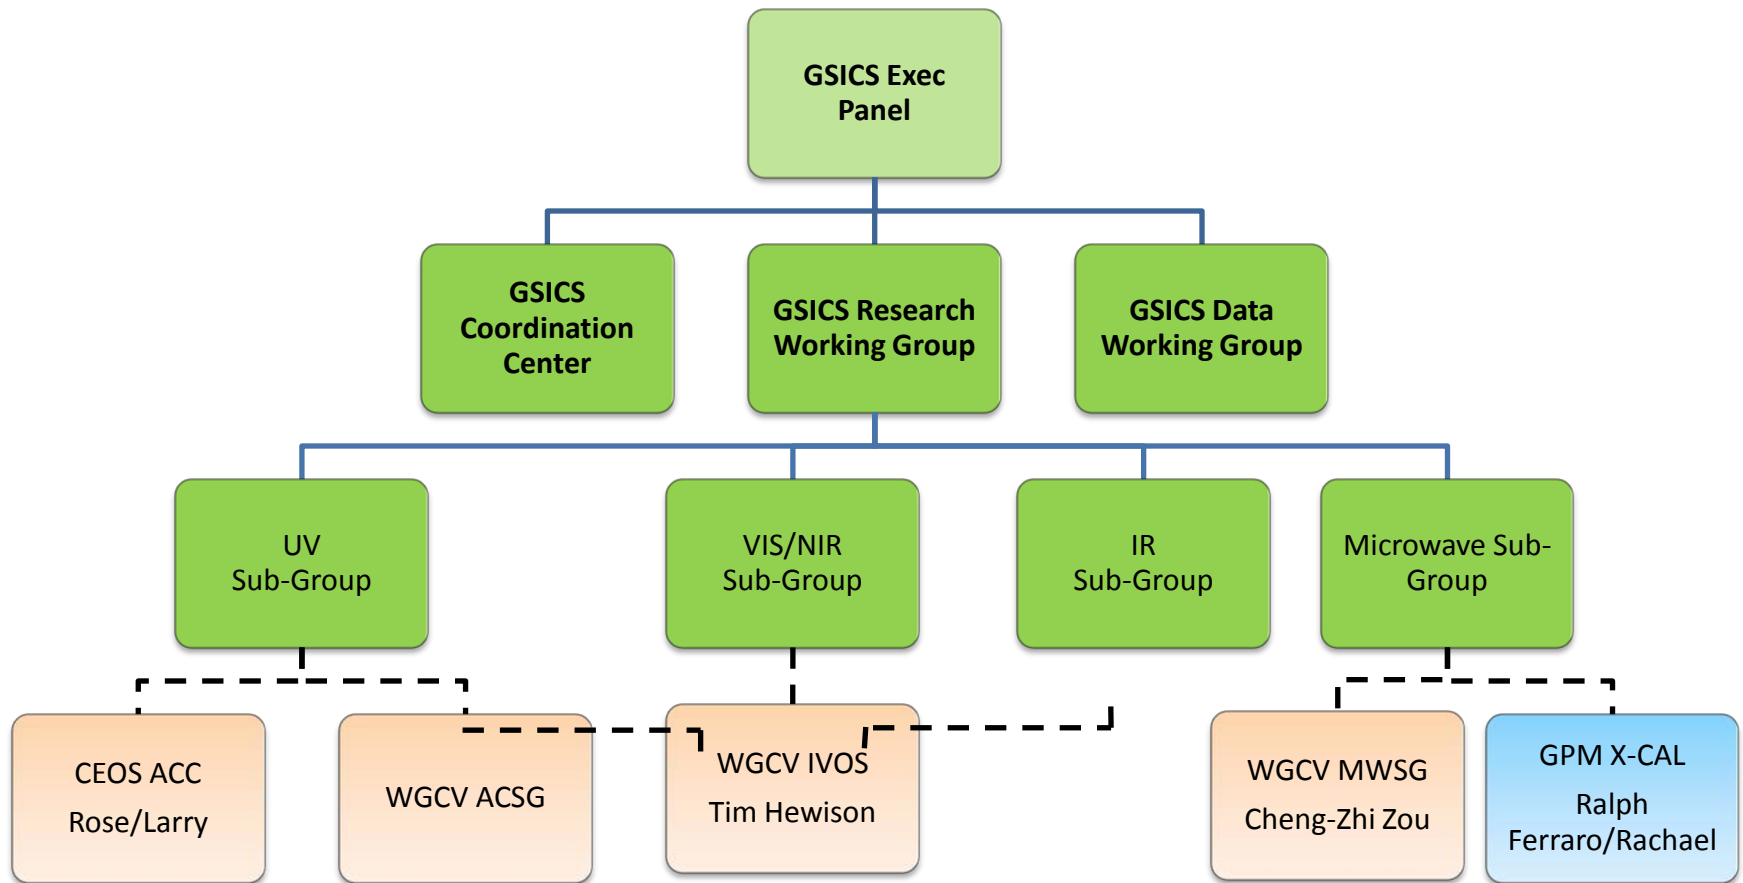 GSICS Exec
Panel
GSICS
Coordination
Center
GSICS Research
Working Group
GSICS Data
Working Group
UV
Sub-Group
VIS/NIR
Sub-Group
IR
Sub-Group
Microwave Sub-
Group
CEOS ACC
Rose/Larry
WGCV ACSG
WGCV IVOS
Tim Hewison
WGCV MWSG
Cheng-Zhi Zou
GPM X-CAL
Ralph
Ferraro/Rachael